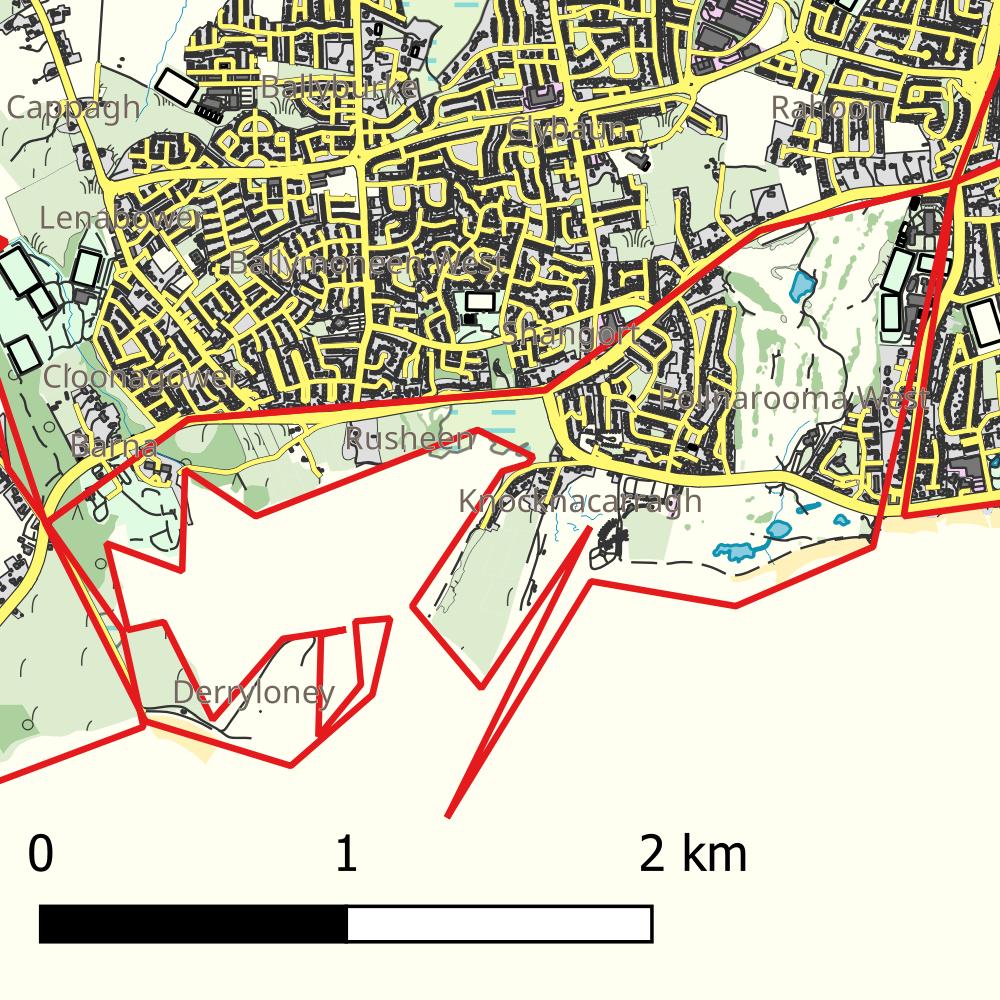 Ballyburke
Cappagh
Rahoon
Clybaun
Lenabower
Ballymoneen West
Shangort
Cloonagower
Pollnarooma West
Rusheen
Barna
Knocknacarragh
Derryloney
0 1 2 km